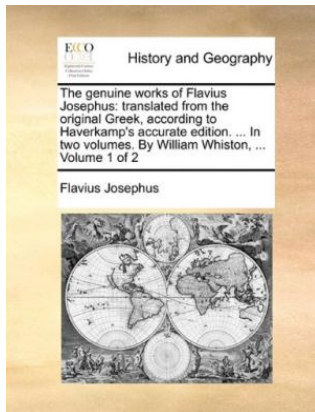 ECCO
History and Geography
The genuine works of Flavius
Josephus: translated from the
original Greek, according to
Haverkamp's accurate edition. ... In
two volumes. By William Whiston, ...
Volume 1 of 2
Flavius Josephus